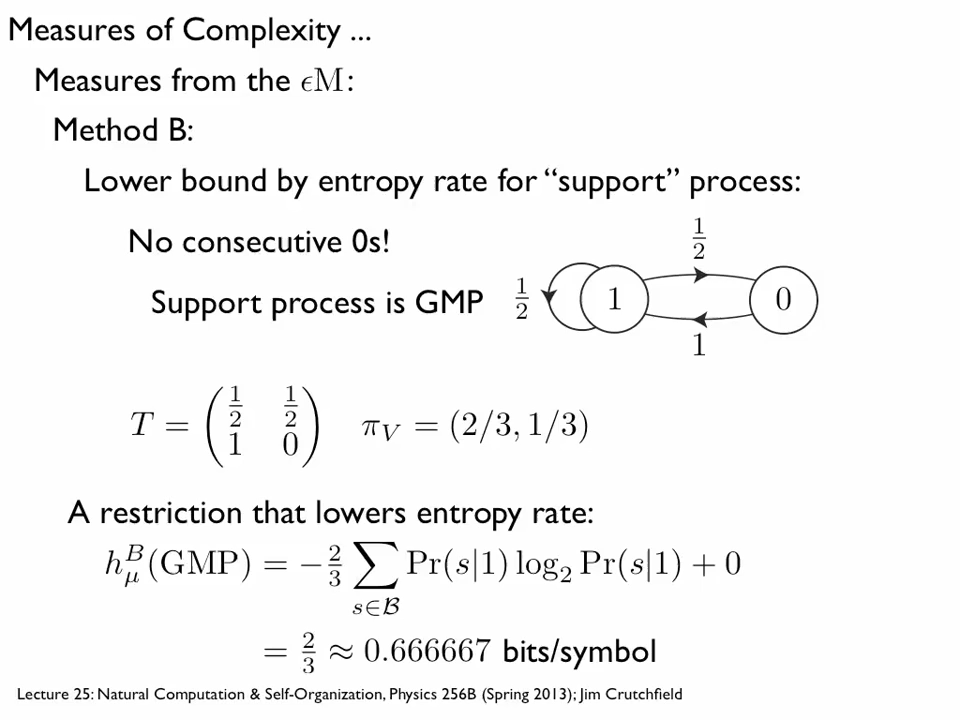 Measures of Complexity ...
Measures from the ϵM:
Method B:
Lower bound by entropy rate for “support” process:
No consecutive 0s!
Support process is GMP
1/2
1/2
1
0
1
T = ( 1/2 1/2
1 0 ) π_V = (2/3, 1/3)
A restriction that lowers entropy rate:
h_μ^B(GMP) = −2/3 ∑_{s∈ℬ} Pr(s|1) log₂ Pr(s|1) + 0
= 2/3 ≈ 0.666667 bits/symbol
Lecture 25: Natural Computation & Self-Organization, Physics 256B (Spring 2013); Jim Crutchfield